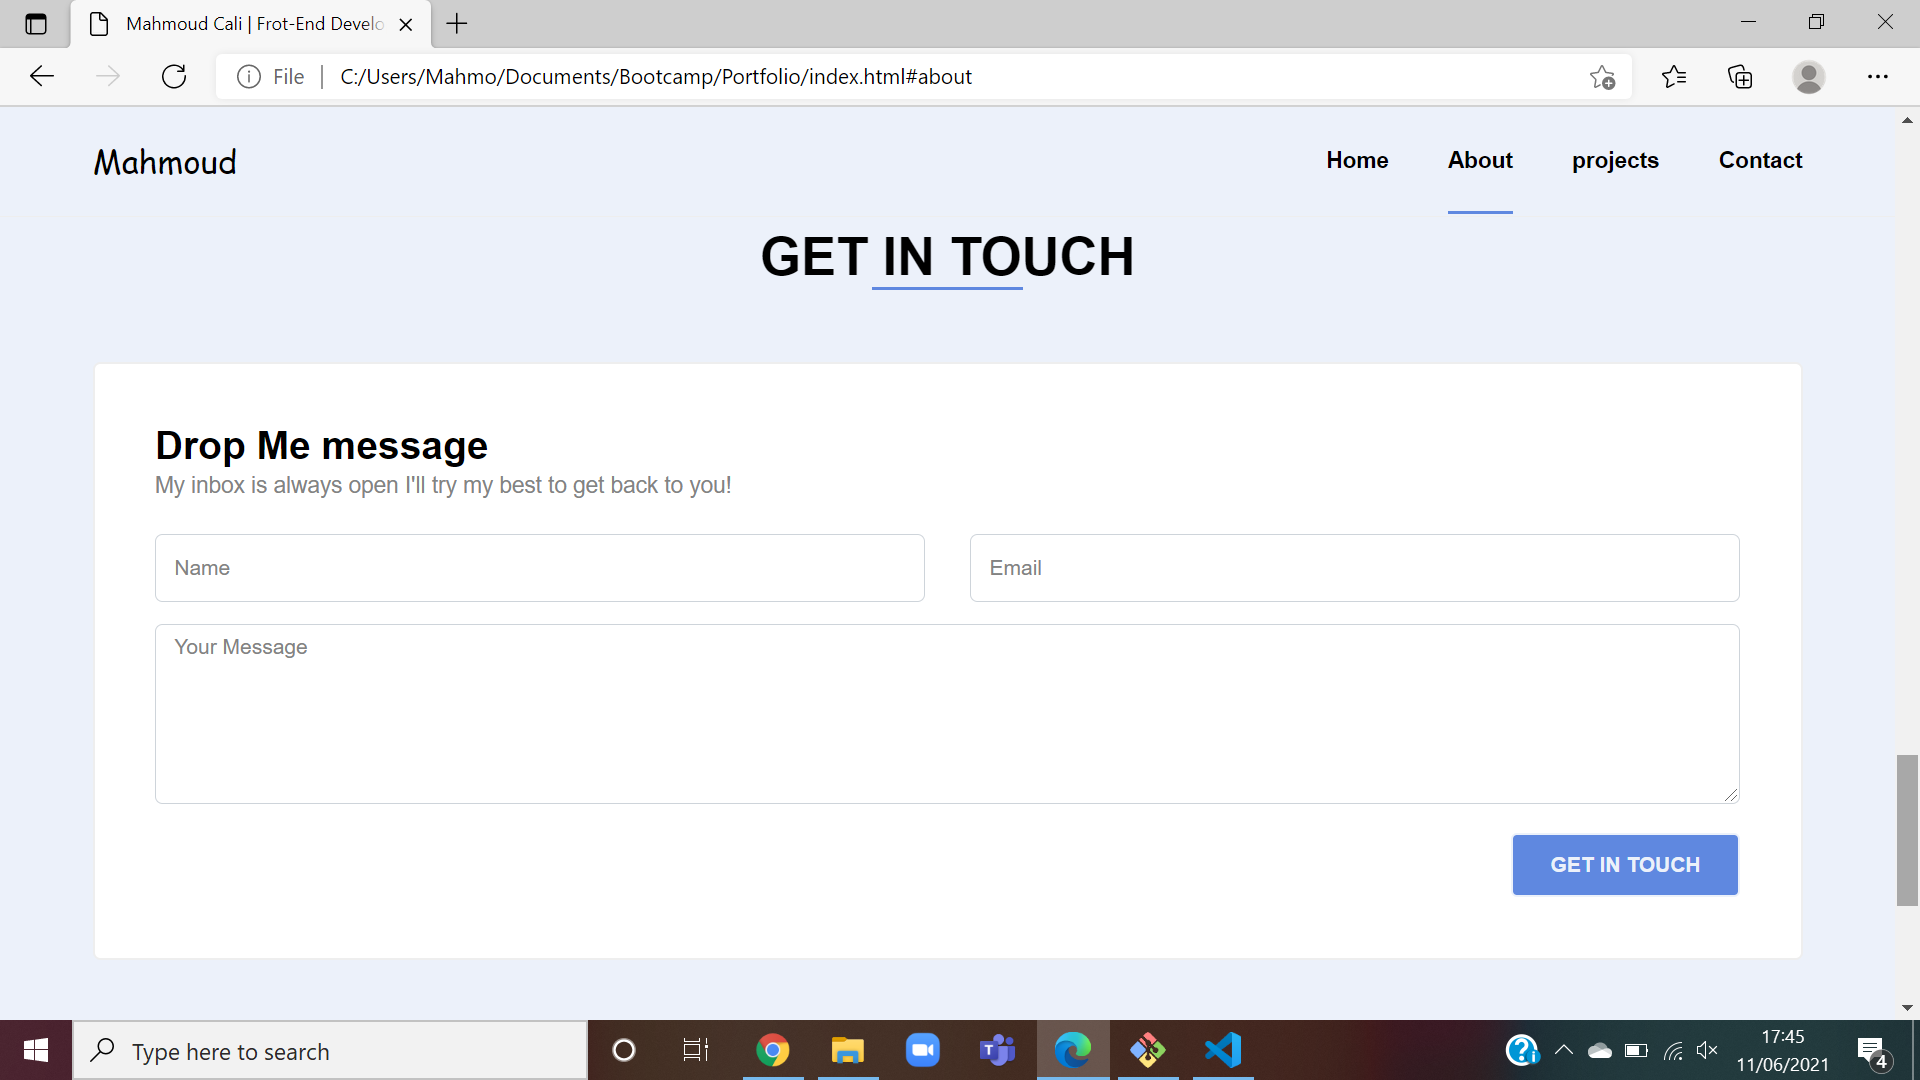 Mahmoud Cali | Frot-End Develo
File
C:/Users/Mahmo/Documents/Bootcamp/Portfolio/index.html#about
Mahmoud
Home About projects Contact
GET IN TOUCH
Drop Me message
My inbox is always open I'll try my best to get back to you!
Name
Email
Your Message
GET IN TOUCH
Type here to search
17:45
11/06/2021
4